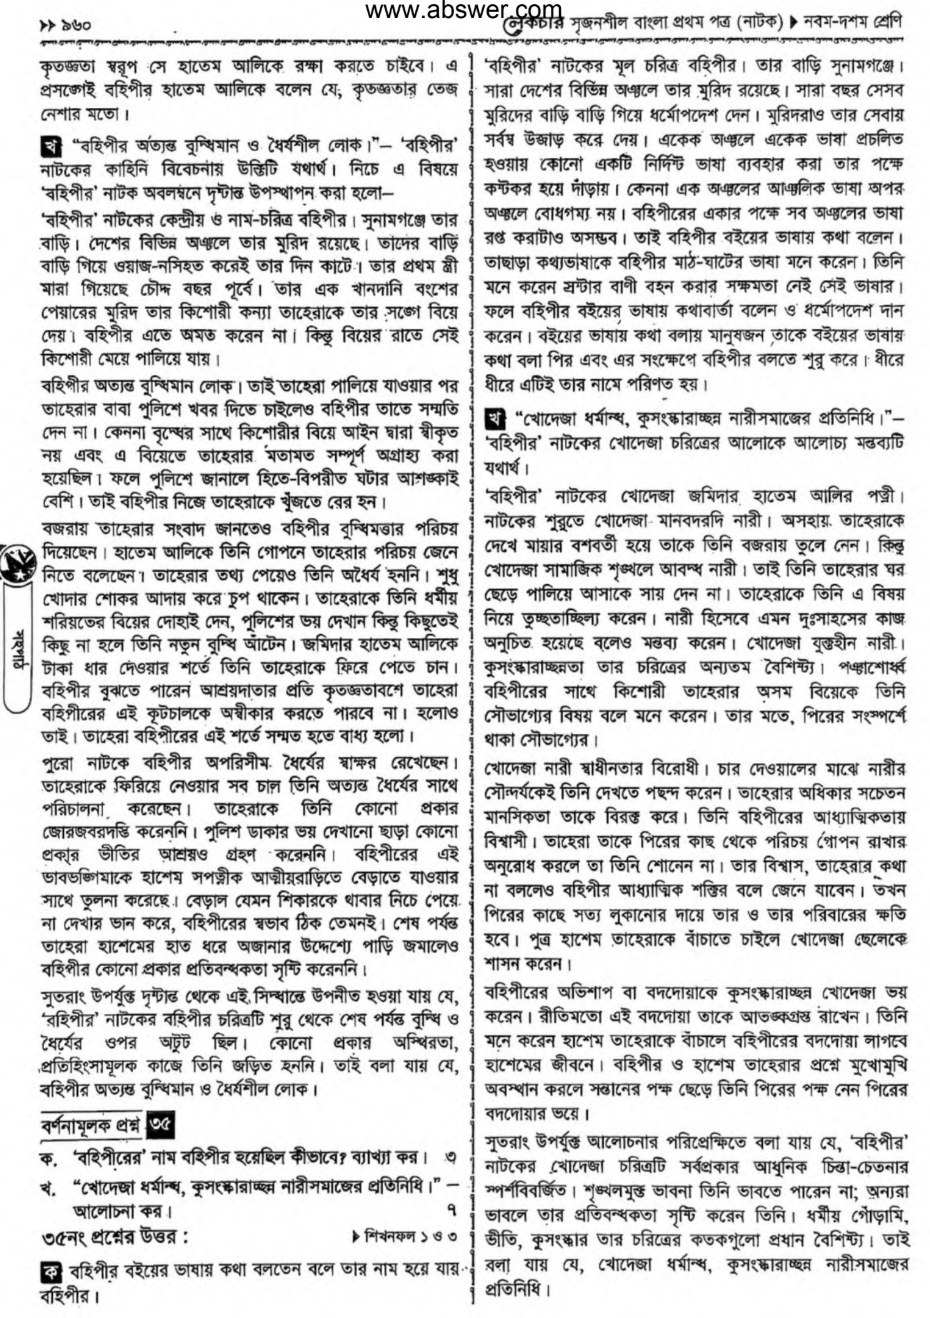 www.abswer.com
>> ৯৬০
লেকচার সৃজনশীল বাংলা প্রথম পত্র (নাটক) ▶ নবম-দশম শ্রেণি
কৃতজ্ঞতা স্বরূপ সে হাতেম আলিকে রক্ষা করতে চাইবে। এ
প্রসঙ্গেই বহিপীর হাতেম আলিকে বলেন যে, কৃতজ্ঞতার তেজ
নেশার মতো।
খ “বহিপীর অত্যন্ত বুদ্ধিমান ও ধৈর্যশীল লোক।”– ‘বহিপীর’
নাটকের কাহিনি বিবেচনায় উক্তিটি যথার্থ। নিচে এ বিষয়ে
‘বহিপীর’ নাটক অবলম্বনে দৃষ্টান্ত উপস্থাপন করা হলো–
‘বহিপীর’ নাটকের কেন্দ্রীয় ও নাম-চরিত্র বহিপীর। সুনামগঞ্জে তার
বাড়ি। দেশের বিভিন্ন অঞ্চলে তার মুরিদ রয়েছে। তাদের বাড়ি
বাড়ি গিয়ে ওয়াজ-নসিহত করেই তার দিন কাটে। তার প্রথম স্ত্রী
মারা গিয়েছে চৌদ্দ বছর পূর্বে। তার এক খানদানি বংশের
পেয়ারের মুরিদ তার কিশোরী কন্যা তাহেরাকে তার সঙ্গে বিয়ে
দেয়। বহিপীর এতে অমত করেন না। কিন্তু বিয়ের রাতে সেই
কিশোরী মেয়ে পালিয়ে যায়।
বহিপীর অত্যন্ত বুদ্ধিমান লোক। তাই তাহেরা পালিয়ে যাওয়ার পর
তাহেরার বাবা পুলিশে খবর দিতে চাইলেও বহিপীর তাতে সম্মতি
দেন না। কেননা বৃদ্ধের সাথে কিশোরীর বিয়ে আইন দ্বারা স্বীকৃত
নয় এবং এ বিয়েতে তাহেরার মতামত সম্পূর্ণ অগ্রাহ্য করা
হয়েছিল। ফলে পুলিশে জানালে হিতে-বিপরীত ঘটার আশঙ্কাই
বেশি। তাই বহিপীর নিজে তাহেরাকে খুঁজতে বের হন।
বজরায় তাহেরার সংবাদ জানতেও বহিপীর বুদ্ধিমত্তার পরিচয়
দিয়েছেন। হাতেম আলিকে তিনি গোপনে তাহেরার পরিচয় জেনে
নিতে বলেছেন। তাহেরার তথ্য পেয়েও তিনি অধৈর্য হননি। শুধু
খোদার শোকর আদায় করে চুপ থাকেন। তাহেরাকে তিনি ধর্মীয়
শরিয়তের বিয়ের দোহাই দেন, পুলিশের ভয় দেখান কিন্তু কিছুতেই
কিছু না হলে তিনি নতুন বুদ্ধি আঁটেন। জমিদার হাতেম আলিকে
টাকা ধার দেওয়ার শর্তে তিনি তাহেরাকে ফিরে পেতে চান।
বহিপীর বুঝতে পারেন আশ্রয়দাতার প্রতি কৃতজ্ঞতাবশে তাহেরা
বহিপীরের এই কূটচালকে অস্বীকার করতে পারবে না। হলোও
তাই। তাহেরা বহিপীরের এই শর্তে সম্মত হতে বাধ্য হলো।
পুরো নাটকে বহিপীর অপরিসীম ধৈর্যের স্বাক্ষর রেখেছেন।
তাহেরাকে ফিরিয়ে নেওয়ার সব চাল তিনি অত্যন্ত ধৈর্যের সাথে
পরিচালনা করেছেন। তাহেরাকে তিনি কোনো প্রকার
জোরজবরদস্তি করেননি। পুলিশ ডাকার ভয় দেখানো ছাড়া কোনো
প্রকার ভীতির আশ্রয়ও গ্রহণ করেননি। বহিপীরের এই
ভাবভঙ্গিমাকে হাশেম সপত্নীক আত্মীয়বাড়িতে বেড়াতে যাওয়ার
সাথে তুলনা করেছে। বেড়াল যেমন শিকারকে থাবার নিচে পেয়ে
না দেখার ভান করে, বহিপীরের স্বভাব ঠিক তেমনই। শেষ পর্যন্ত
তাহেরা হাশেমের হাত ধরে অজানার উদ্দেশ্যে পাড়ি জমালেও
বহিপীর কোনো প্রকার প্রতিবন্ধকতা সৃষ্টি করেননি।
সুতরাং উপর্যুক্ত দৃষ্টান্ত থেকে এই সিদ্ধান্তে উপনীত হওয়া যায় যে,
‘বহিপীর’ নাটকের বহিপীর চরিত্রটি শুরু থেকে শেষ পর্যন্ত বুদ্ধি ও
ধৈর্যের ওপর অটুট ছিল। কোনো প্রকার অস্থিরতা,
প্রতিহিংসামূলক কাজে তিনি জড়িত হননি। তাই বলা যায় যে,
বহিপীর অত্যন্ত বুদ্ধিমান ও ধৈর্যশীল লোক।
বর্ণনামূলক প্রশ্ন ৩৫
ক. ‘বহিপীরের’ নাম বহিপীর হয়েছিল কীভাবে? ব্যাখ্যা কর। ৩
খ. “খোদেজা ধর্মান্ধ, কুসংস্কারাচ্ছন্ন নারীসমাজের প্রতিনিধি।” –
আলোচনা কর। ৭
৩৫নং প্রশ্নের উত্তর : ▶ শিখনফল ১ ও ৩
ক বহিপীর বইয়ের ভাষায় কথা বলতেন বলে তার নাম হয়ে যায়
বহিপীর।
‘বহিপীর’ নাটকের মূল চরিত্র বহিপীর। তার বাড়ি সুনামগঞ্জে।
সারা দেশের বিভিন্ন অঞ্চলে তার মুরিদ রয়েছে। সারা বছর সেসব
মুরিদের বাড়ি বাড়ি গিয়ে ধর্মোপদেশ দেন। মুরিদরাও তার সেবায়
সর্বস্ব উজাড় করে দেয়। একেক অঞ্চলে একেক ভাষা প্রচলিত
হওয়ায় কোনো একটি নির্দিষ্ট ভাষা ব্যবহার করা তার পক্ষে
কষ্টকর হয়ে দাঁড়ায়। কেননা এক অঞ্চলের আঞ্চলিক ভাষা অপর
অঞ্চলে বোধগম্য নয়। বহিপীরের একার পক্ষে সব অঞ্চলের ভাষা
রপ্ত করাটাও অসম্ভব। তাই বহিপীর বইয়ের ভাষায় কথা বলেন।
তাছাড়া কথ্যভাষাকে বহিপীর মাঠ-ঘাটের ভাষা মনে করেন। তিনি
মনে করেন স্রষ্টার বাণী বহন করার সক্ষমতা নেই সেই ভাষার।
ফলে বহিপীর বইয়ের ভাষায় কথাবার্তা বলেন ও ধর্মোপদেশ দান
করেন। বইয়ের ভাষায় কথা বলায় মানুষজন তাকে বইয়ের ভাষায়
কথা বলা পির এবং এর সংক্ষেপে বহিপীর বলতে শুরু করে। ধীরে
ধীরে এটিই তার নামে পরিণত হয়।
খ “খোদেজা ধর্মান্ধ, কুসংস্কারাচ্ছন্ন নারীসমাজের প্রতিনিধি।”–
‘বহিপীর’ নাটকের খোদেজা চরিত্রের আলোকে আলোচ্য মন্তব্যটি
যথার্থ।
‘বহিপীর’ নাটকের খোদেজা জমিদার হাতেম আলির পত্নী।
নাটকের শুরুতে খোদেজা মানবদরদি নারী। অসহায় তাহেরাকে
দেখে মায়ার বশবর্তী হয়ে তাকে তিনি বজরায় তুলে নেন। কিন্তু
খোদেজা সামাজিক শৃঙ্খলে আবদ্ধ নারী। তাই তিনি তাহেরার ঘর
ছেড়ে পালিয়ে আসাকে সায় দেন না। তাহেরাকে তিনি এ বিষয়
নিয়ে তুচ্ছতাচ্ছিল্য করেন। নারী হিসেবে এমন দুঃসাহসের কাজ
অনুচিত হয়েছে বলেও মন্তব্য করেন। খোদেজা যুক্তহীন নারী।
কুসংস্কারাচ্ছন্নতা তার চরিত্রের অন্যতম বৈশিষ্ট্য। পঞ্চাশোর্ধ্ব
বহিপীরের সাথে কিশোরী তাহেরার অসম বিয়েকে তিনি
সৌভাগ্যের বিষয় বলে মনে করেন। তার মতে, পিরের সংস্পর্শে
থাকা সৌভাগ্যের।
খোদেজা নারী স্বাধীনতার বিরোধী। চার দেওয়ালের মাঝে নারীর
সৌন্দর্যকেই তিনি দেখতে পছন্দ করেন। তাহেরার অধিকার সচেতন
মানসিকতা তাকে বিরক্ত করে। তিনি বহিপীরের আধ্যাত্মিকতায়
বিশ্বাসী। তাহেরা তাকে পিরের কাছ থেকে পরিচয় গোপন রাখার
অনুরোধ করলে তা তিনি শোনেন না। তার বিশ্বাস, তাহেরার কথা
না বললেও বহিপীর আধ্যাত্মিক শক্তির বলে জেনে যাবেন। তখন
পিরের কাছে সত্য লুকানোর দায়ে তার ও তার পরিবারের ক্ষতি
হবে। পুত্র হাশেম তাহেরাকে বাঁচাতে চাইলে খোদেজা ছেলেকে
শাসন করেন।
বহিপীরের অভিশাপ বা বদদোয়াকে কুসংস্কারাচ্ছন্ন খোদেজা ভয়
করেন। রীতিমতো এই বদদোয়া তাকে আতঙ্কগ্রস্ত রাখেন। তিনি
মনে করেন হাশেম তাহেরাকে বাঁচালে বহিপীরের বদদোয়া লাগবে
হাশেমের জীবনে। বহিপীর ও হাশেম তাহেরার প্রশ্নে মুখোমুখি
অবস্থান করলে সন্তানের পক্ষ ছেড়ে তিনি পিরের পক্ষ নেন পিরের
বদদোয়ার ভয়ে।
সুতরাং উপর্যুক্ত আলোচনার পরিপ্রেক্ষিতে বলা যায় যে, ‘বহিপীর’
নাটকের খোদেজা চরিত্রটি সর্বপ্রকার আধুনিক চিন্তা-চেতনার
স্পর্শবিবর্জিত। শৃঙ্খলমুক্ত ভাবনা তিনি ভাবতে পারেন না; অন্যরা
ভাবলে তার প্রতিবন্ধকতা সৃষ্টি করেন তিনি। ধর্মীয় গোঁড়ামি,
ভীতি, কুসংস্কার তার চরিত্রের কতকগুলো প্রধান বৈশিষ্ট্য। তাই
বলা যায় যে, খোদেজা ধর্মান্ধ, কুসংস্কারাচ্ছন্ন নারীসমাজের
প্রতিনিধি।